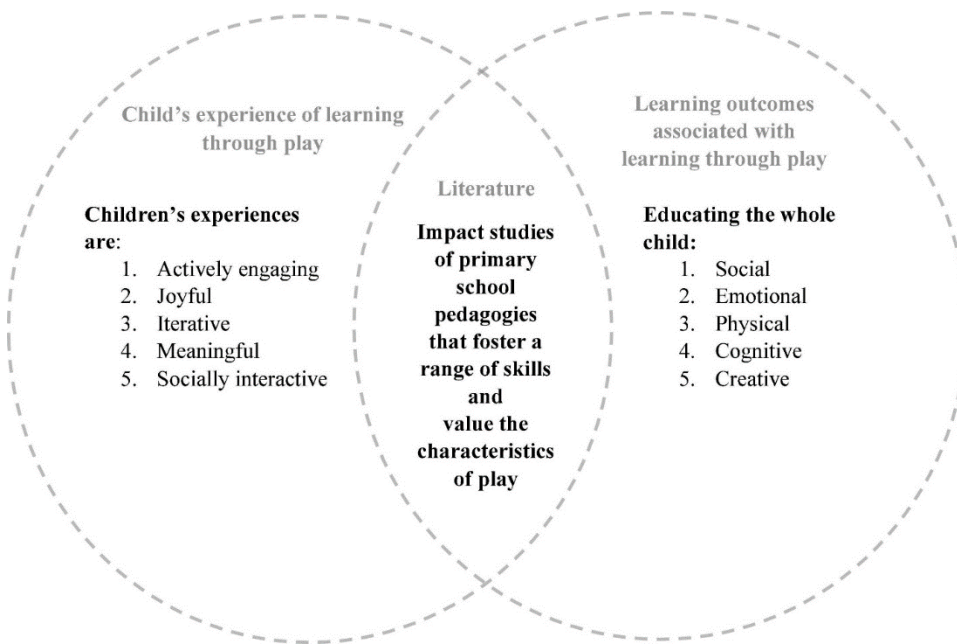 Child’s experience of learning
through play
Children’s experiences
are:
1. Actively engaging
2. Joyful
3. Iterative
4. Meaningful
5. Socially interactive
Literature
Impact studies
of primary
school
pedagogies
that foster a
range of skills
and
value the
characteristics
of play
Learning outcomes
associated with
learning through play
Educating the whole
child:
1. Social
2. Emotional
3. Physical
4. Cognitive
5. Creative